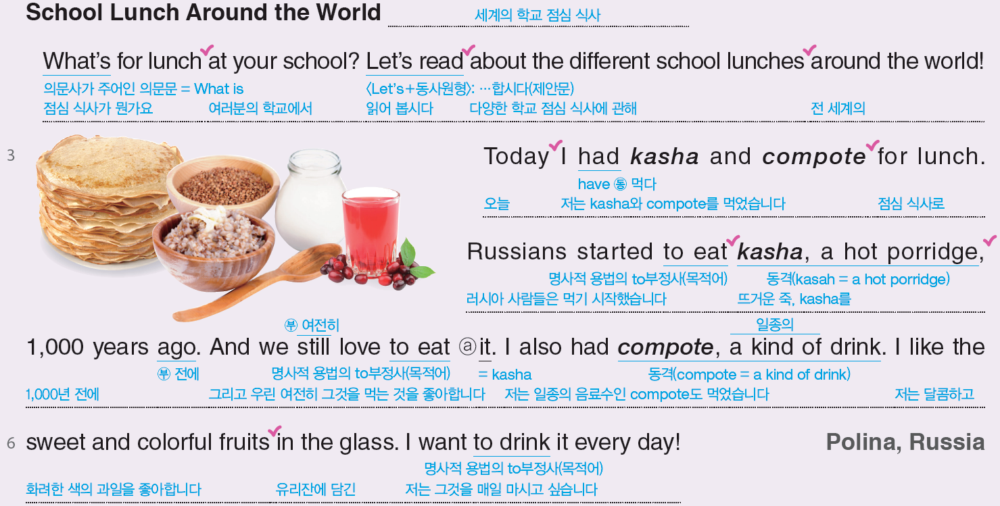 School Lunch Around the World 세계의 학교 점심 식사
What's for lunch at your school? Let's read about the different school lunches around the world!
의문사가 주어인 의문문 = What is 〈Let's+동사원형〉: …합시다(제안문)
점심 식사가 뭔가요 여러분의 학교에서 읽어 봅시다 다양한 학교 점심 식사에 관해 전 세계의
3 Today I had kasha and compote for lunch.
have ㉿ 먹다
오늘 저는 kasha와 compote를 먹었습니다 점심 식사로
Russians started to eat kasha, a hot porridge,
명사적 용법의 to부정사(목적어) 동격(kasah = a hot porridge)
러시아 사람들은 먹기 시작했습니다 뜨거운 죽, kasha를
부 여전히 일종의
1,000 years ago. And we still love to eat ⓐit. I also had compote, a kind of drink. I like the
부 전에 명사적 용법의 to부정사(목적어) = kasha 동격(compote = a kind of drink)
1,000년 전에 그리고 우린 여전히 그것을 먹는 것을 좋아합니다 저는 일종의 음료수인 compote도 먹었습니다 저는 달콤하고
6 sweet and colorful fruits in the glass. I want to drink it every day! Polina, Russia
명사적 용법의 to부정사(목적어)
화려한 색의 과일을 좋아합니다 유리잔에 담긴 저는 그것을 매일 마시고 싶습니다